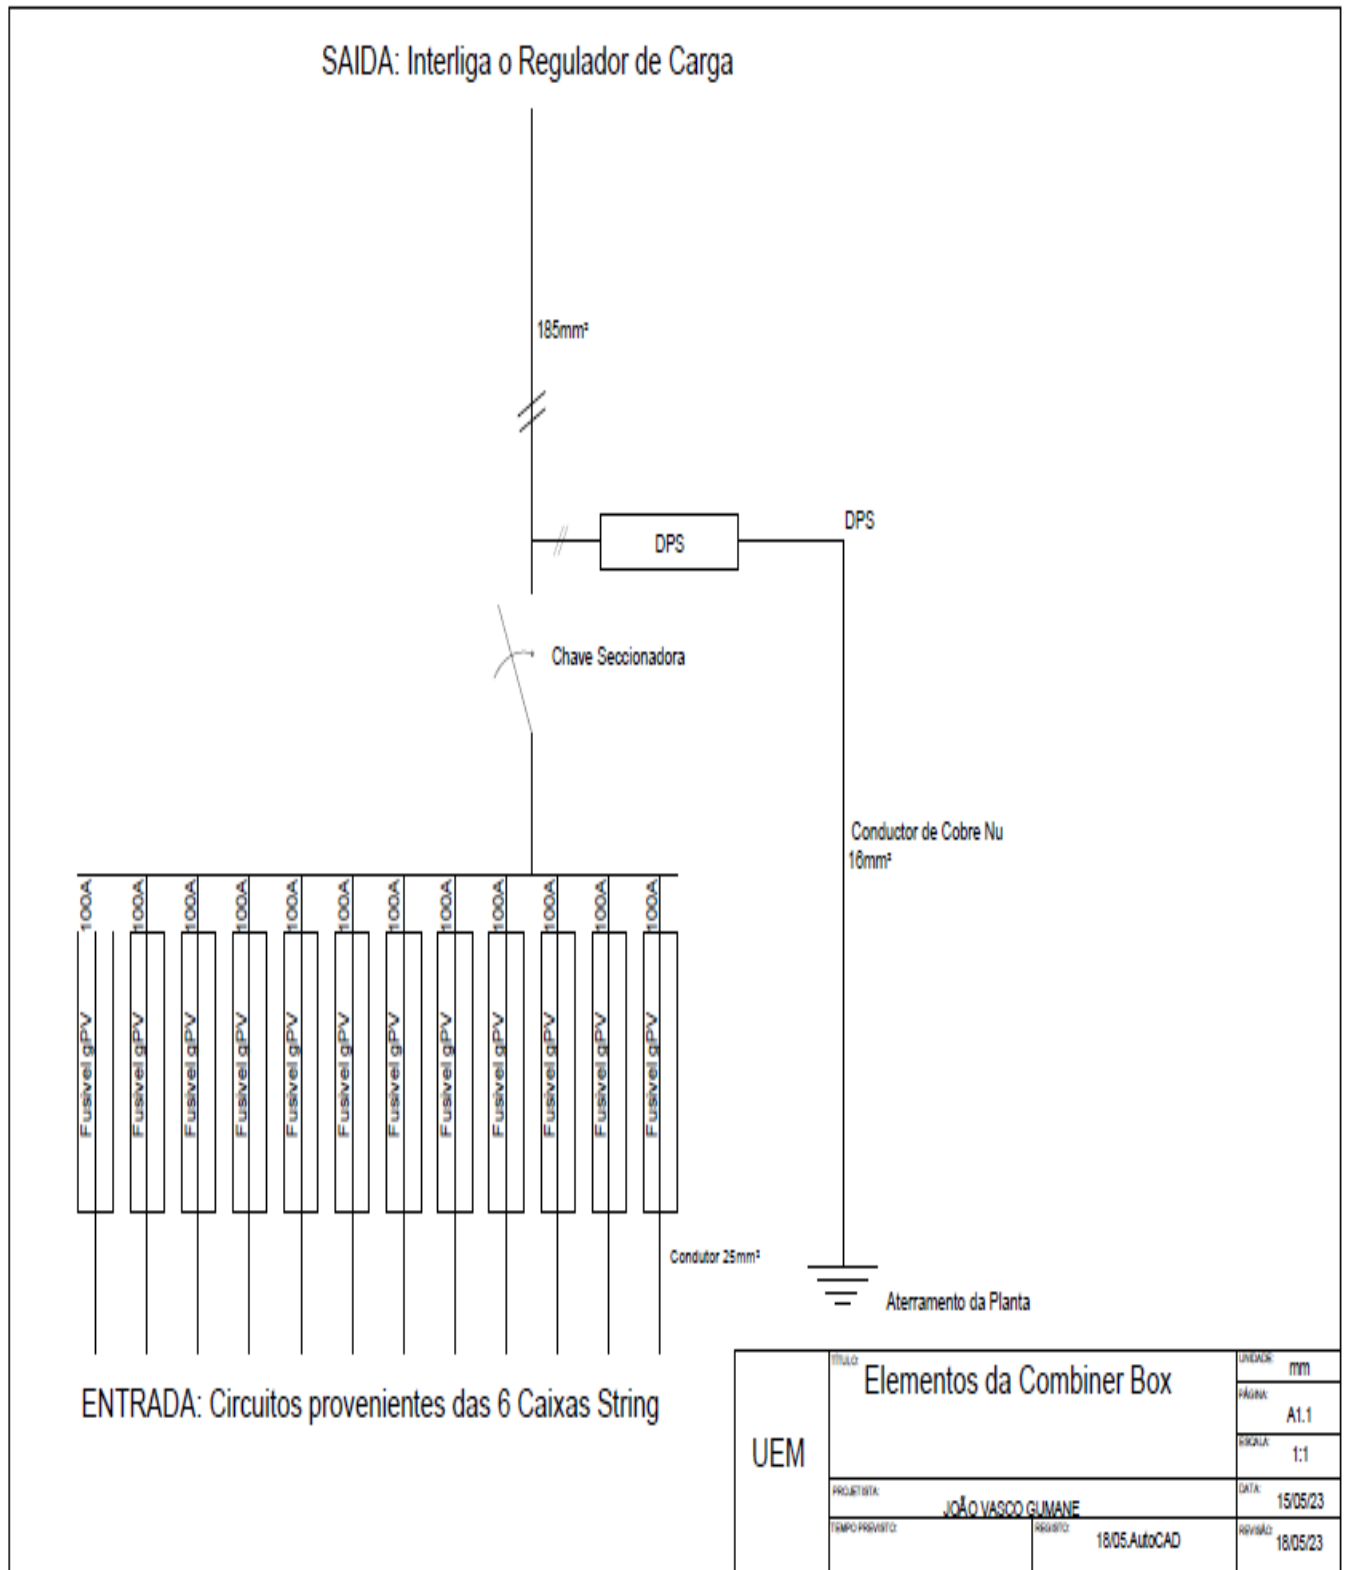 SAIDA: Interliga o Regulador de Carga
185mm²
DPS
DPS
Chave Seccionadora
Conductor de Cobre Nu
16mm²
100A
100A
100A
100A
100A
100A
100A
100A
100A
100A
100A
100A
Fusivel gPV
Fusivel gPV
Fusivel gPV
Fusivel gPV
Fusivel gPV
Fusivel gPV
Fusivel gPV
Fusivel gPV
Fusivel gPV
Fusivel gPV
Fusivel gPV
Fusivel gPV
Condutor 25mm²
Aterramento da Planta
ENTRADA: Circuitos provenientes das 6 Caixas String
UEM
TÍTULO:
Elementos da Combiner Box
UNIDADE:
mm
PÁGINA:
A1.1
ESCALA:
1:1
PROJETISTA:
JOÃO VASCO GUMANE
DATA:
15/05/23
TEMPO PREVISTO:
REGISTO:
18/05.AutoCAD
REVISÃO:
18/05/23